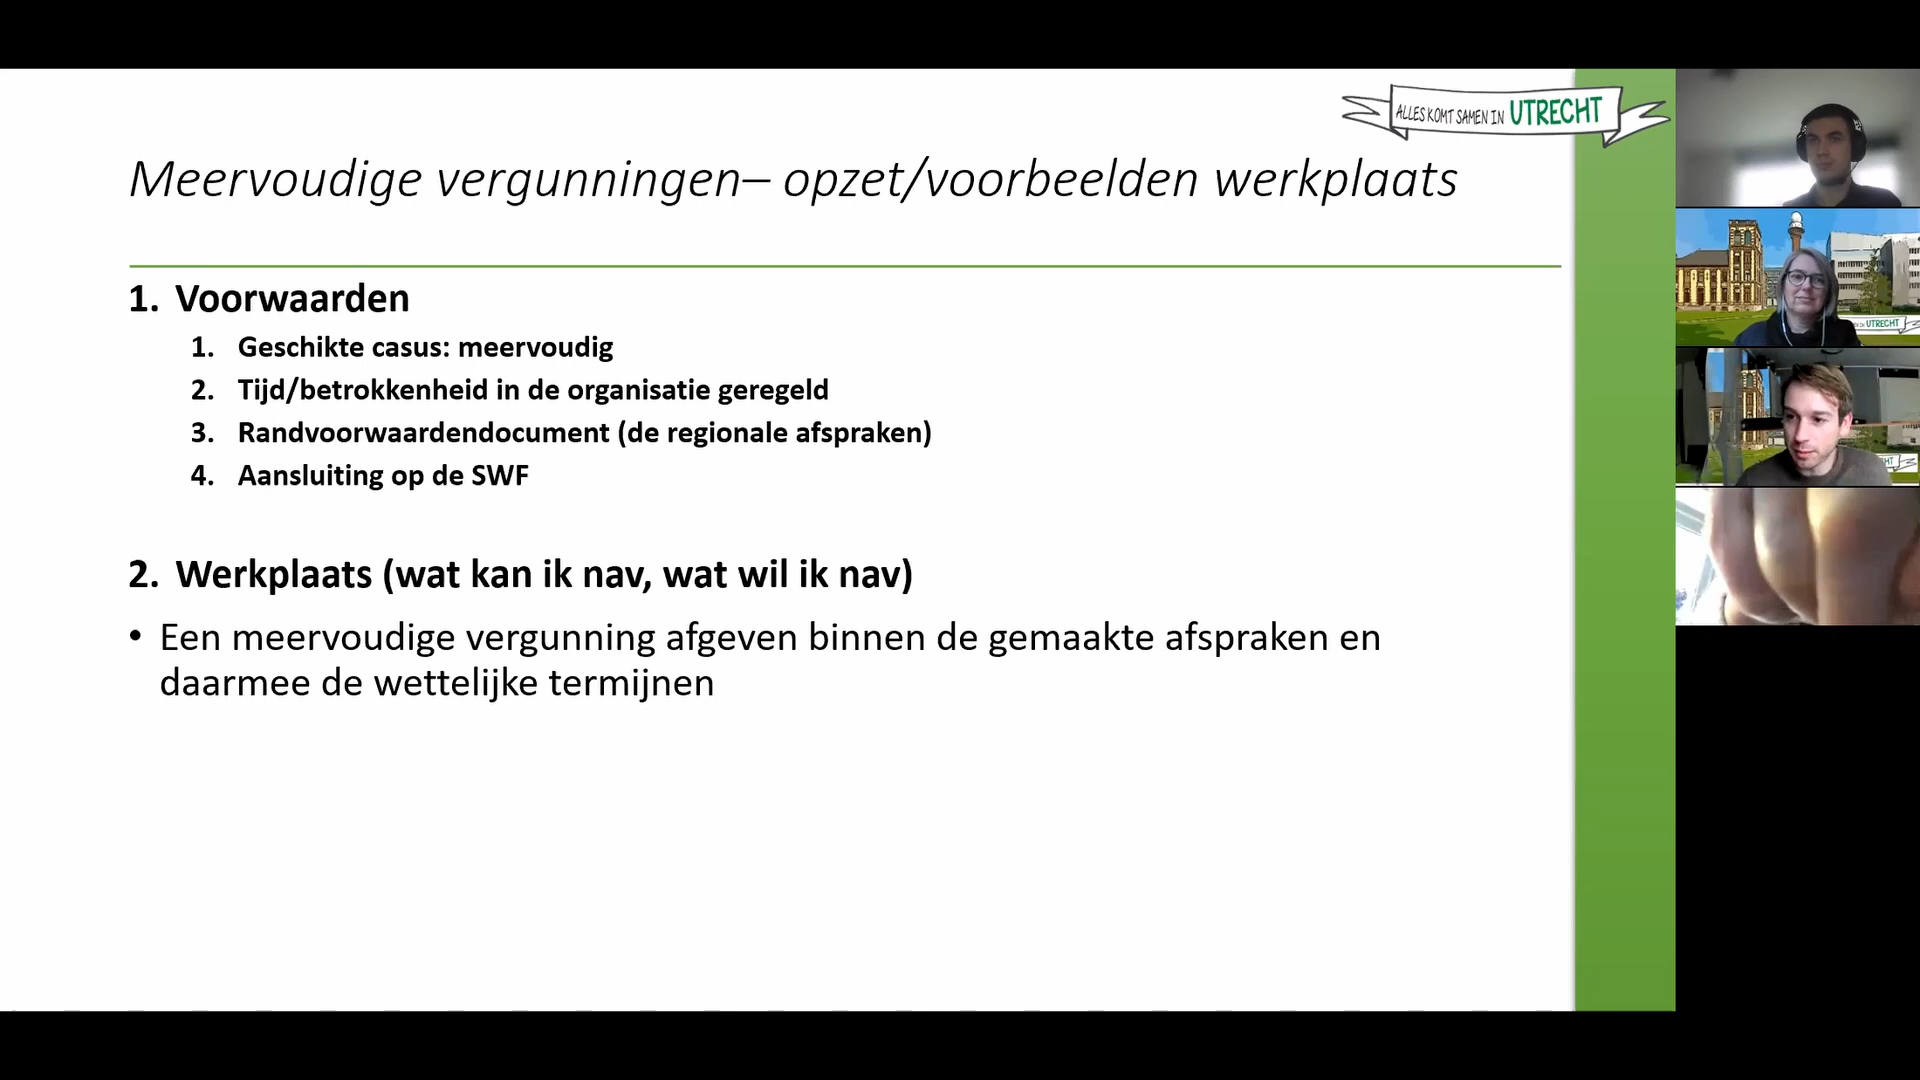 ALLES KOMT SAMEN IN UTRECHT
Meervoudige vergunningen– opzet/voorbeelden werkplaats
1. Voorwaarden
1. Geschikte casus: meervoudig
2. Tijd/betrokkenheid in de organisatie geregeld
3. Randvoorwaardendocument (de regionale afspraken)
4. Aansluiting op de SWF
2. Werkplaats (wat kan ik nav, wat wil ik nav)
• Een meervoudige vergunning afgeven binnen de gemaakte afspraken en
daarmee de wettelijke termijnen
UTRECHT